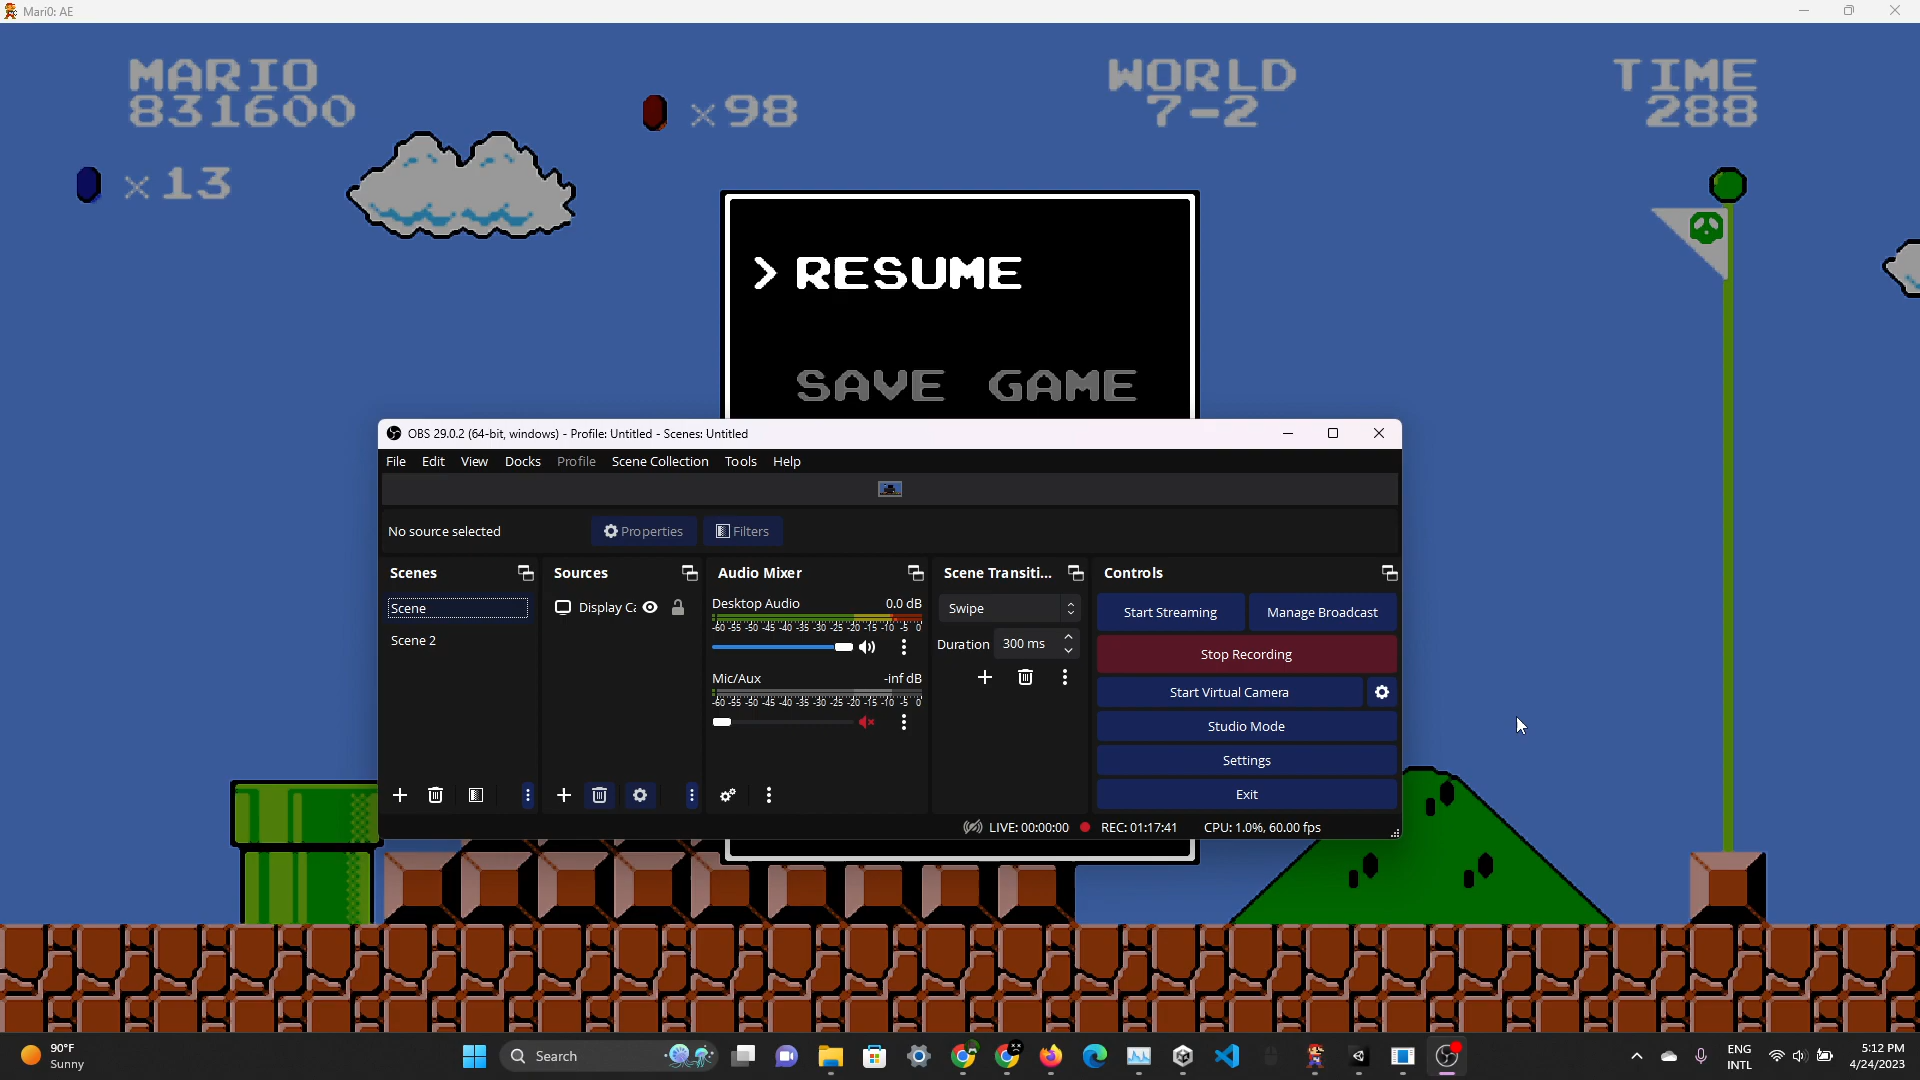 Mari0: AE
MARIO
831600
×98
WORLD
7-2
TIME
288
×13
> RESUME
SAVE GAME
OBS 29.0.2 (64-bit, windows) - Profile: Untitled - Scenes: Untitled
File Edit View Docks Profile Scene Collection Tools Help
No source selected
Properties
Filters
Scenes
Scene
Scene 2
Sources
Display Ca
Audio Mixer
Desktop Audio 0.0 dB
-60 -55 -50 -45 -40 -35 -30 -25 -20 -15 -10 -5 0
Mic/Aux -inf dB
-60 -55 -50 -45 -40 -35 -30 -25 -20 -15 -10 -5 0
Scene Transiti...
Swipe
Duration 300 ms
Controls
Start Streaming
Manage Broadcast
Stop Recording
Start Virtual Camera
Studio Mode
Settings
Exit
LIVE: 00:00:00 REC: 01:17:41 CPU: 1.0%, 60.00 fps
90°F
Sunny
Search
ENG
INTL
5:12 PM
4/24/2023